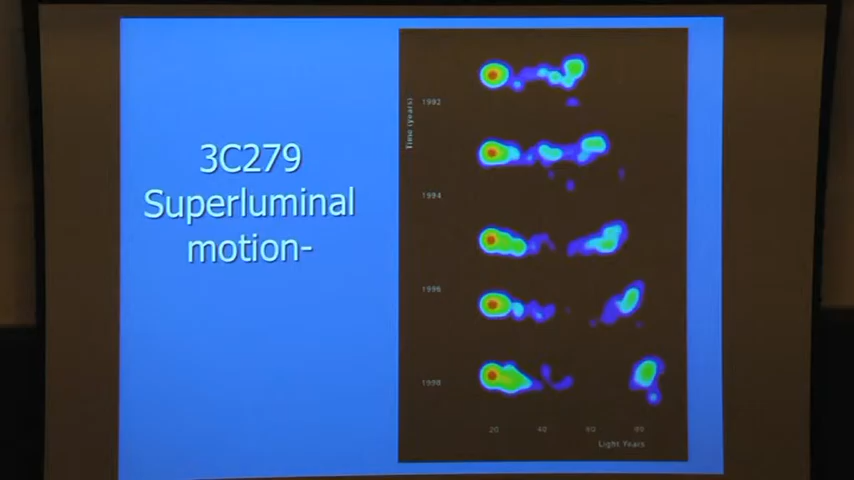 3C279
Superluminal
motion-
Time (years)
1992
1994
1996
1998
20 40 60 80
Light Years